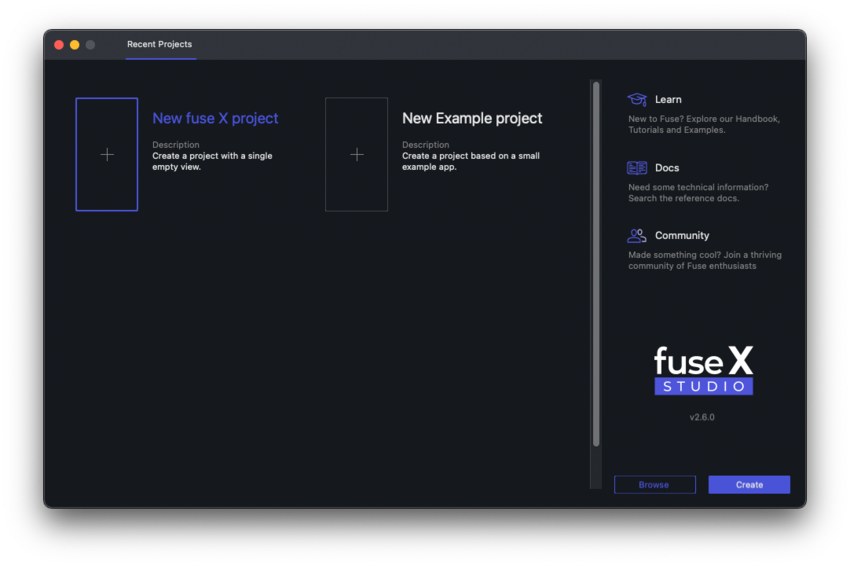 Recent Projects
New fuse X project
Description
Create a project with a single
empty view.
New Example project
Description
Create a project based on a small
example app.
Learn
New to Fuse? Explore our Handbook,
Tutorials and Examples.
Docs
Need some technical information?
Search the reference docs.
Community
Made something cool? Join a thriving
community of Fuse enthusiasts
fuse X
STUDIO
v2.6.0
Browse
Create